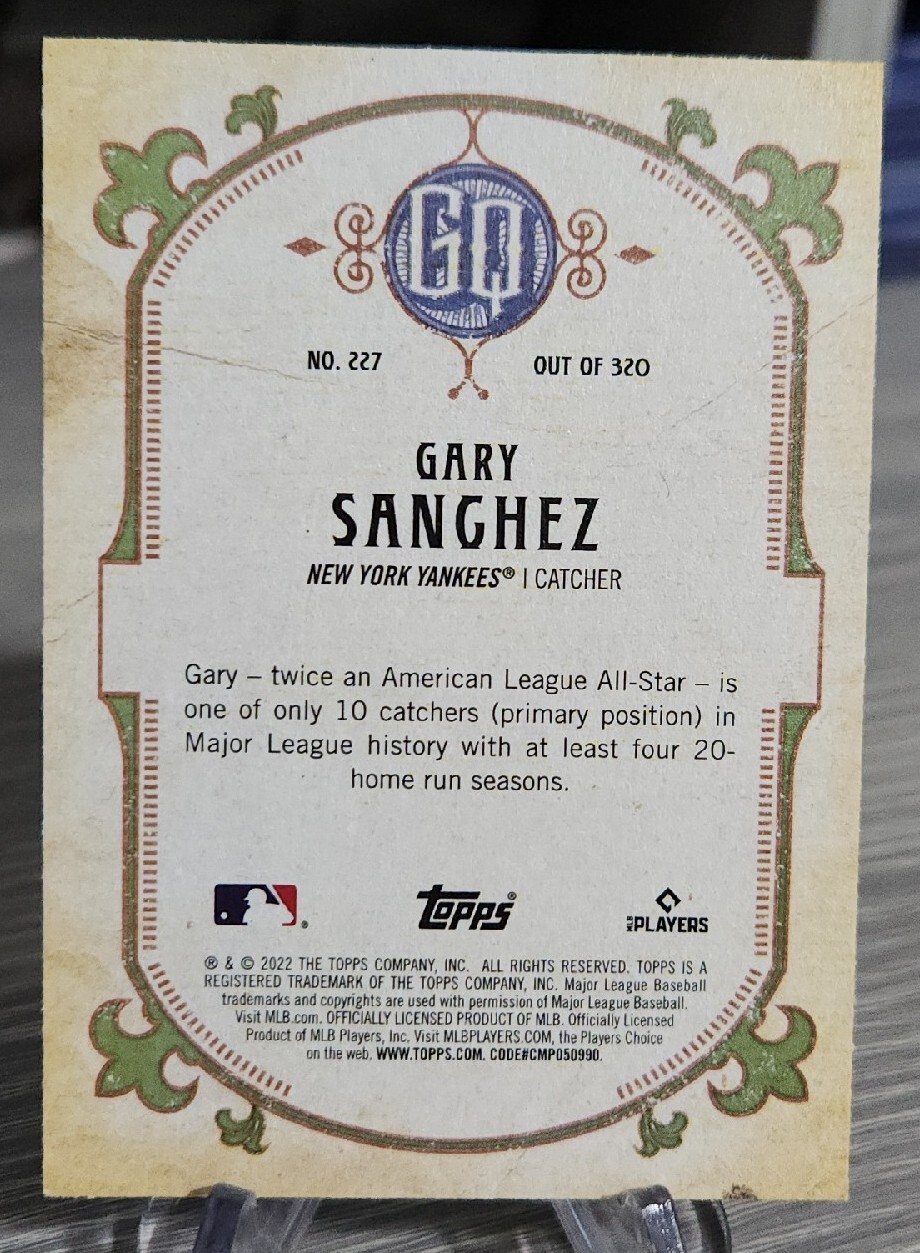 GQ
NO. 227 OUT OF 320
GARY
SANCHEZ
NEW YORK YANKEES® | CATCHER
Gary – twice an American League All-Star – is
one of only 10 catchers (primary position) in
Major League history with at least four 20-
home run seasons.
topps® MLB PLAYERS
® & © 2022 THE TOPPS COMPANY, INC. ALL RIGHTS RESERVED. TOPPS IS A
REGISTERED TRADEMARK OF THE TOPPS COMPANY, INC. Major League Baseball
trademarks and copyrights are used with permission of Major League Baseball.
Visit MLB.com. OFFICIALLY LICENSED PRODUCT OF MLB. Officially Licensed
Product of MLB Players, Inc. Visit MLBPLAYERS.COM, the Players Choice
on the web. WWW.TOPPS.COM. CODE#CMP050990.